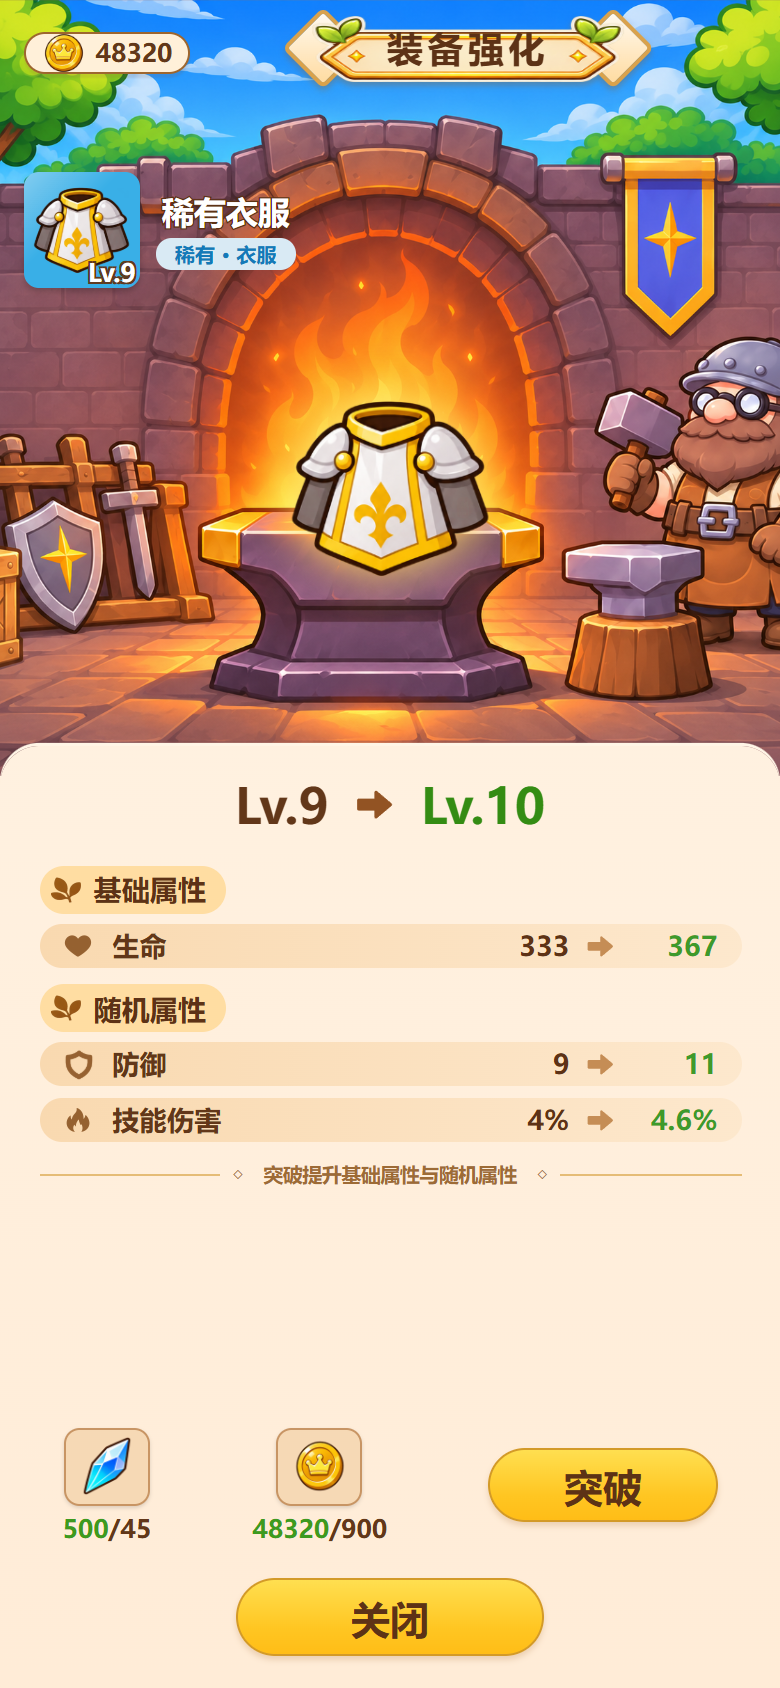 48320
装备强化
稀有衣服
稀有·衣服
Lv.9
Lv.9 Lv.10
基础属性
生命 333 367
随机属性
防御 9 11
技能伤害 4% 4.6%
突破提升基础属性与随机属性
500/45 48320/900
突破
关闭